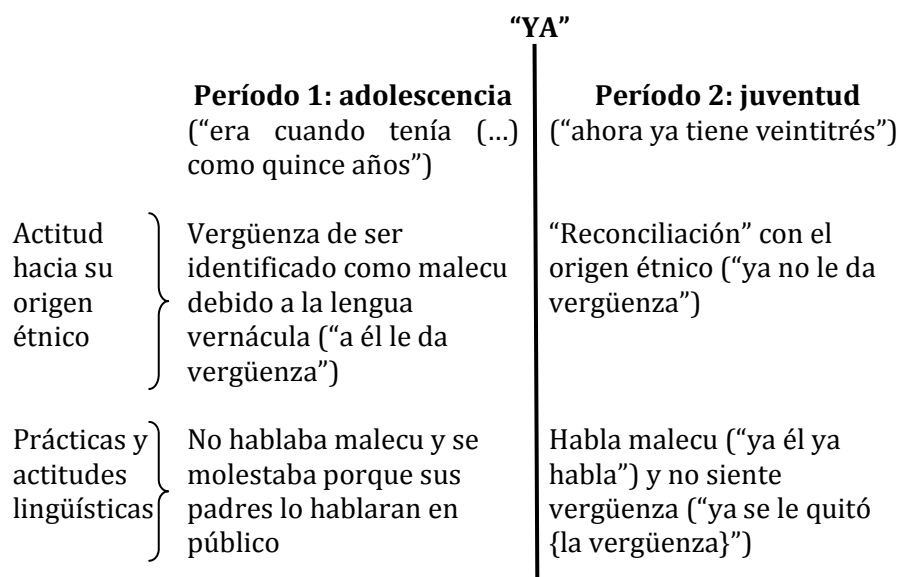 “YA”
Período 1: adolescencia
(“era cuando tenía (…)
como quince años”)
Período 2: juventud
(“ahora ya tiene veintitrés”)
Actitud
hacia su
origen
étnico
Vergüenza de ser
identificado como malecu
debido a la lengua
vernácula (“a él le da
vergüenza”)
“Reconciliación” con el
origen étnico (“ya no le da
vergüenza”)
Prácticas y
actitudes
lingüísticas
No hablaba malecu y se
molestaba porque sus
padres lo hablaran en
público
Habla malecu (“ya él ya
habla”) y no siente
vergüenza (“ya se le quitó
{la vergüenza}”)